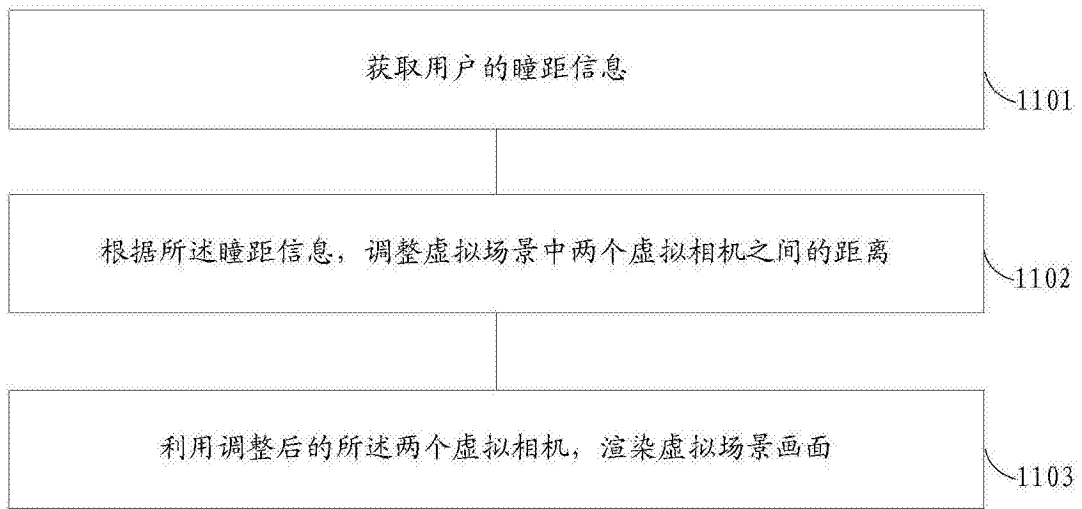 获取用户的瞳距信息
1101
根据所述瞳距信息，调整虚拟场景中两个虚拟相机之间的距离
1102
利用调整后的所述两个虚拟相机，渲染虚拟场景画面
1103